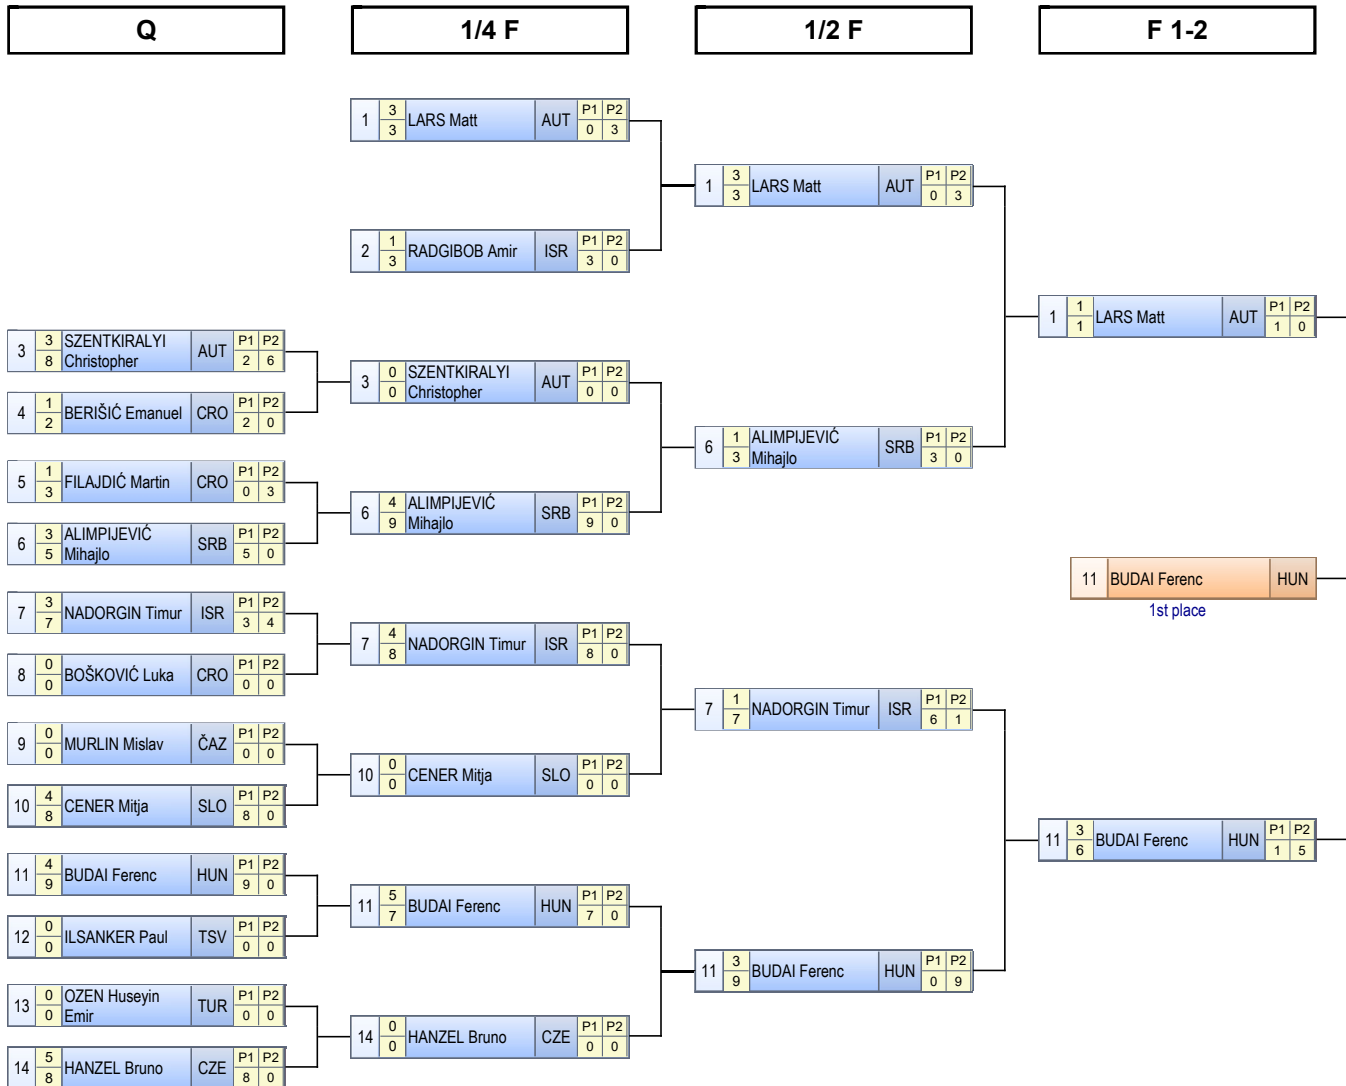 Q
1/4 F
1/2 F
F 1-2
1 3 3 LARS Matt AUT P1 P2 0 3
2 1 3 RADGIBOB Amir ISR P1 P2 3 0
3 3 8 SZENTKIRALYI Christopher AUT P1 P2 2 6
4 1 2 BERIŠIĆ Emanuel CRO P1 P2 2 0
5 1 3 FILAJDIĆ Martin CRO P1 P2 0 3
6 3 5 ALIMPIJEVIĆ Mihajlo SRB P1 P2 5 0
7 3 7 NADORGIN Timur ISR P1 P2 3 4
8 0 0 BOŠKOVIĆ Luka CRO P1 P2 0 0
9 0 0 MURLIN Mislav ČAZ P1 P2 0 0
10 4 8 CENER Mitja SLO P1 P2 8 0
11 4 9 BUDAI Ferenc HUN P1 P2 9 0
12 0 0 ILSANKER Paul TSV P1 P2 0 0
13 0 0 OZEN Huseyin Emir TUR P1 P2 0 0
14 5 8 HANZEL Bruno CZE P1 P2 8 0
3 0 0 SZENTKIRALYI Christopher AUT P1 P2 0 0
6 4 9 ALIMPIJEVIĆ Mihajlo SRB P1 P2 9 0
7 4 8 NADORGIN Timur ISR P1 P2 8 0
10 0 0 CENER Mitja SLO P1 P2 0 0
11 5 7 BUDAI Ferenc HUN P1 P2 7 0
14 0 0 HANZEL Bruno CZE P1 P2 0 0
1 3 3 LARS Matt AUT P1 P2 0 3
6 1 3 ALIMPIJEVIĆ Mihajlo SRB P1 P2 3 0
7 1 7 NADORGIN Timur ISR P1 P2 6 1
11 3 9 BUDAI Ferenc HUN P1 P2 0 9
1 1 1 LARS Matt AUT P1 P2 1 0
11 BUDAI Ferenc HUN
1st place
11 3 6 BUDAI Ferenc HUN P1 P2 1 5